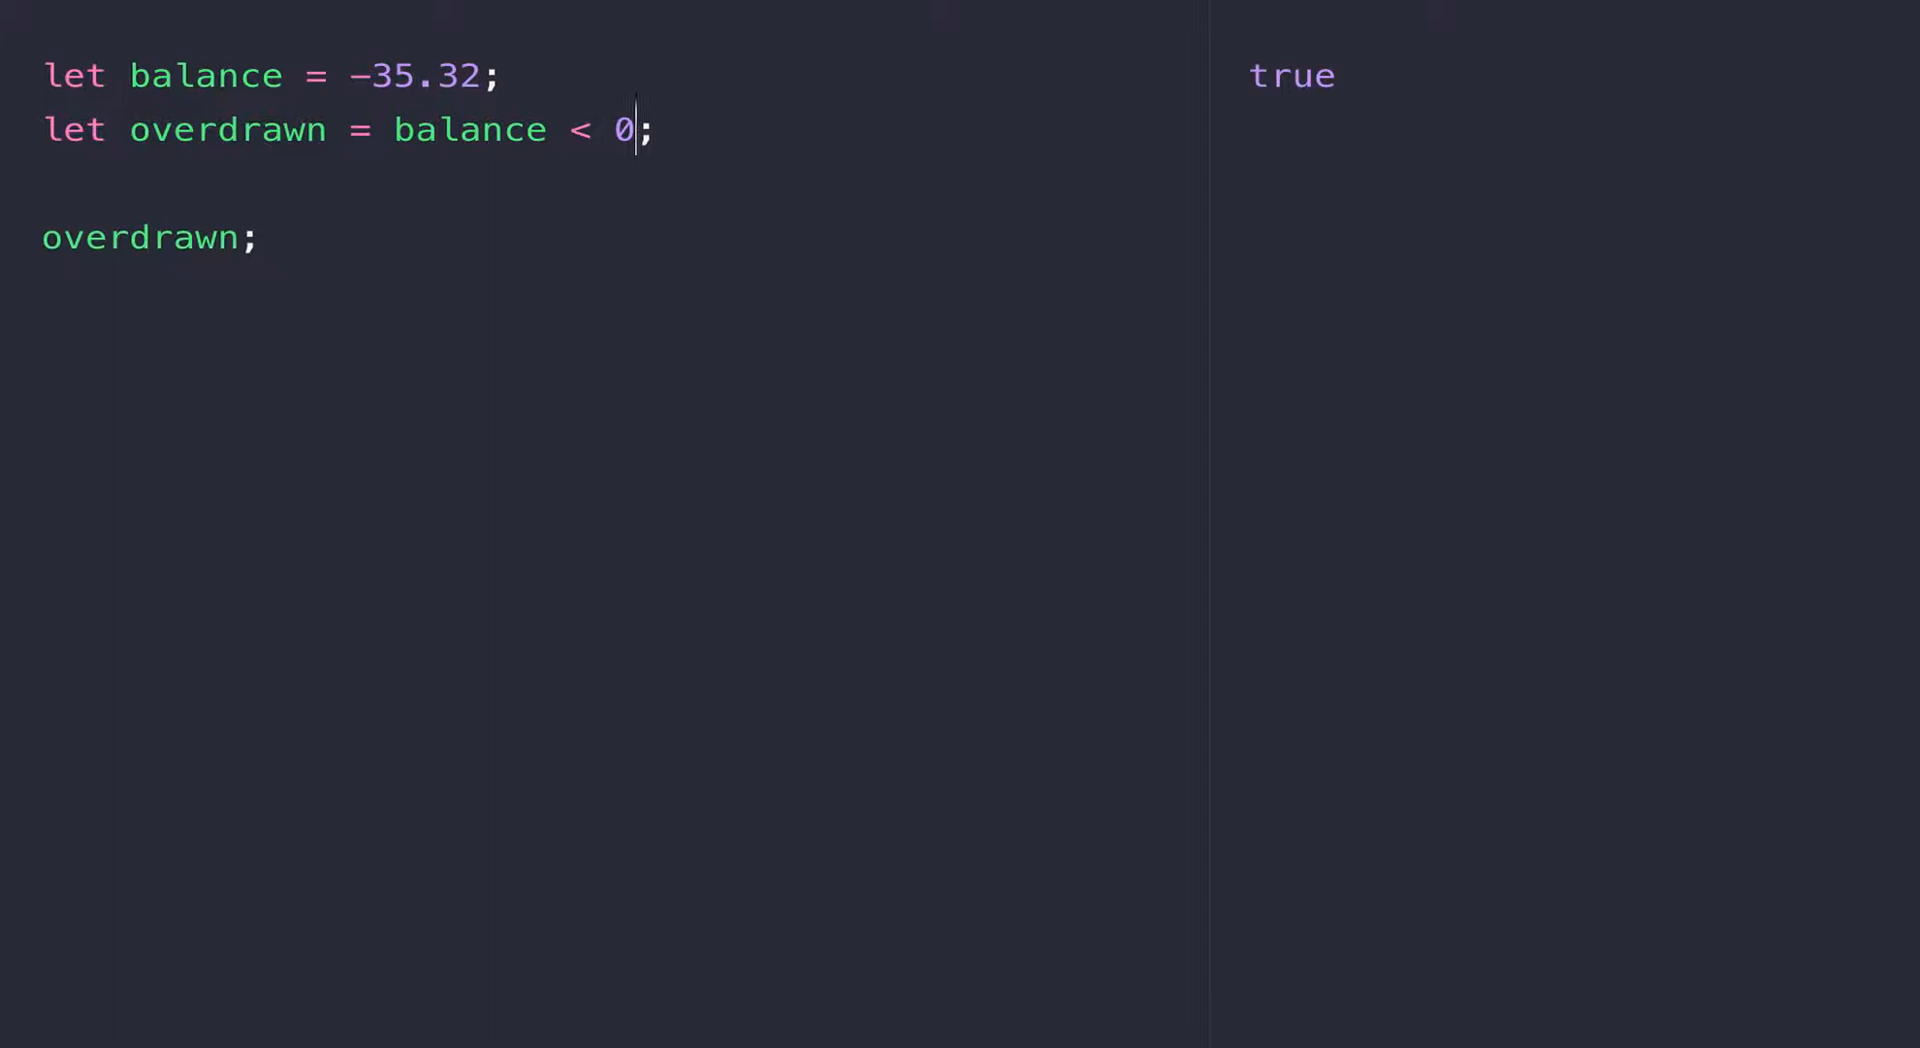 let balance = -35.32;
let overdrawn = balance < 0;
overdrawn;
true